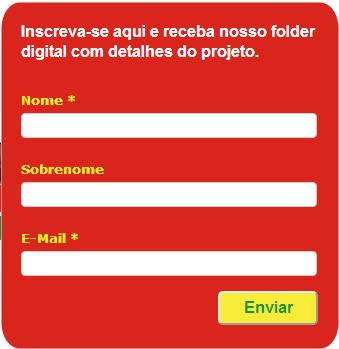 Inscreva-se aqui e receba nosso folder
digital com detalhes do projeto.
Nome *
Sobrenome
E-Mail *
Enviar